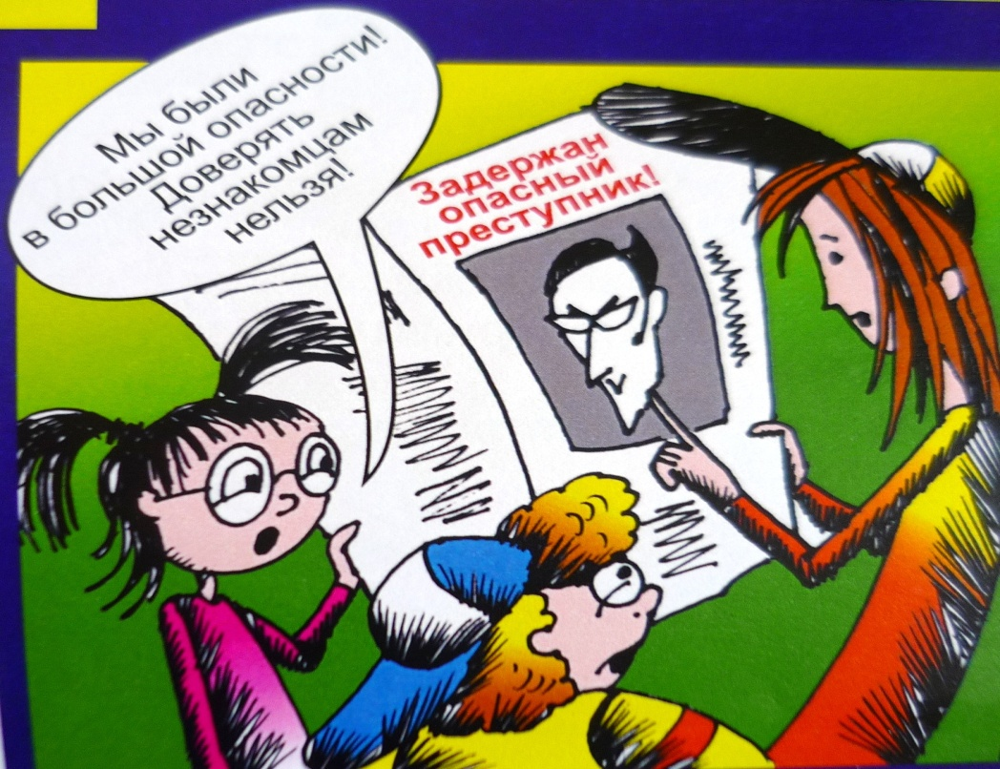 Мы были
в большой опасности!
Доверять
незнакомцам
нельзя!
Задержан
опасный
преступник!